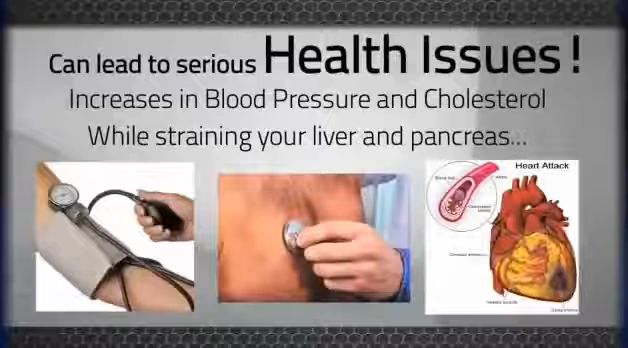 Can lead to serious Health Issues!
Increases in Blood Pressure and Cholesterol
While straining your liver and pancreas...
Heart Attack